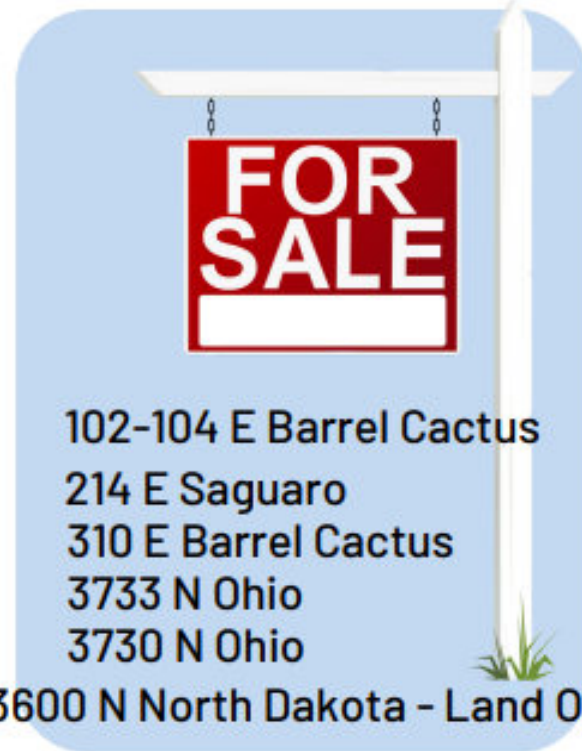 FOR
SALE
102-104 E Barrel Cactus
214 E Saguaro
310 E Barrel Cactus
3733 N Ohio
3730 N Ohio
3600 N North Dakota - Land